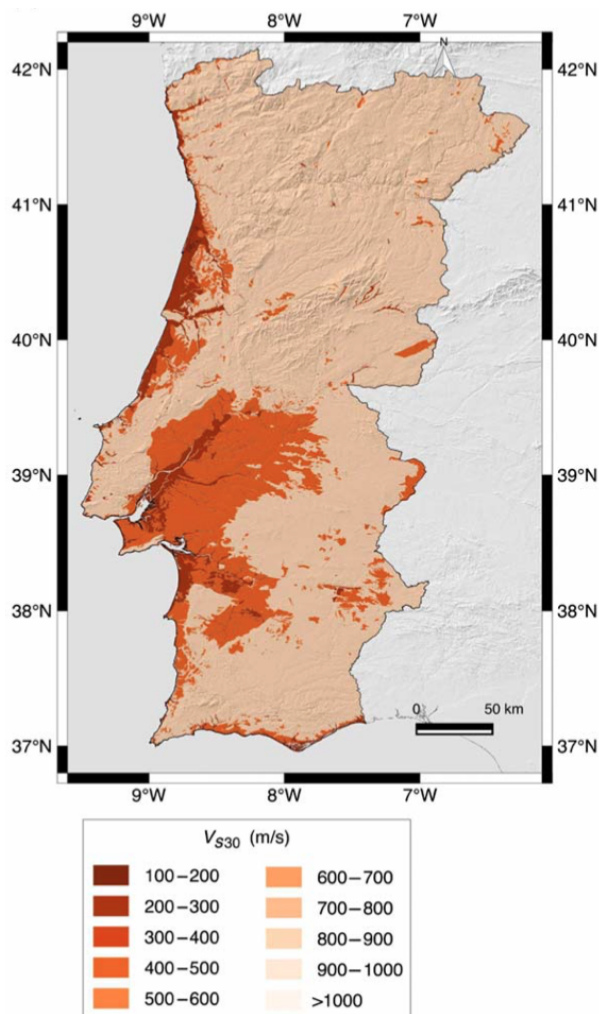 9°W 8°W 7°W
N
42°N 42°N
41°N 41°N
40°N 40°N
39°N 39°N
38°N 38°N
0 50 km
37°N 37°N
9°W 8°W 7°W
V_S30 (m/s)
100–200 600–700
200–300 700–800
300–400 800–900
400–500 900–1000
500–600 >1000